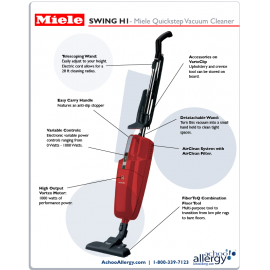 Miele SWING H1- Miele Quickstep Vacuum Cleaner
Telescoping Wand:
Easily adjust to your height.
Electric cord allows for a
28 ft cleaning radius.
Accessories on
VarioClip
Upholstery and crevice
tool can be stored on
board.
Easy Carry Handle
Features an anti-slip stop
Detachable Wand:
Turn this vacuum into a small
hand held to clean tight
spaces.
Variable Controls:
Electronic variable power
controls ranging from
- 1000 Watts.
AirClean System with
AirClean Filter.
High Output
Vortex Motor:
1000 watts of
performance power.
FiberTeQ Combination
Floor Tool
Multi-purpose tool to
transition from low pile rugs
to bare floors.
AchooAllergy.com | 1-800-339-7123
achoo!
allergy